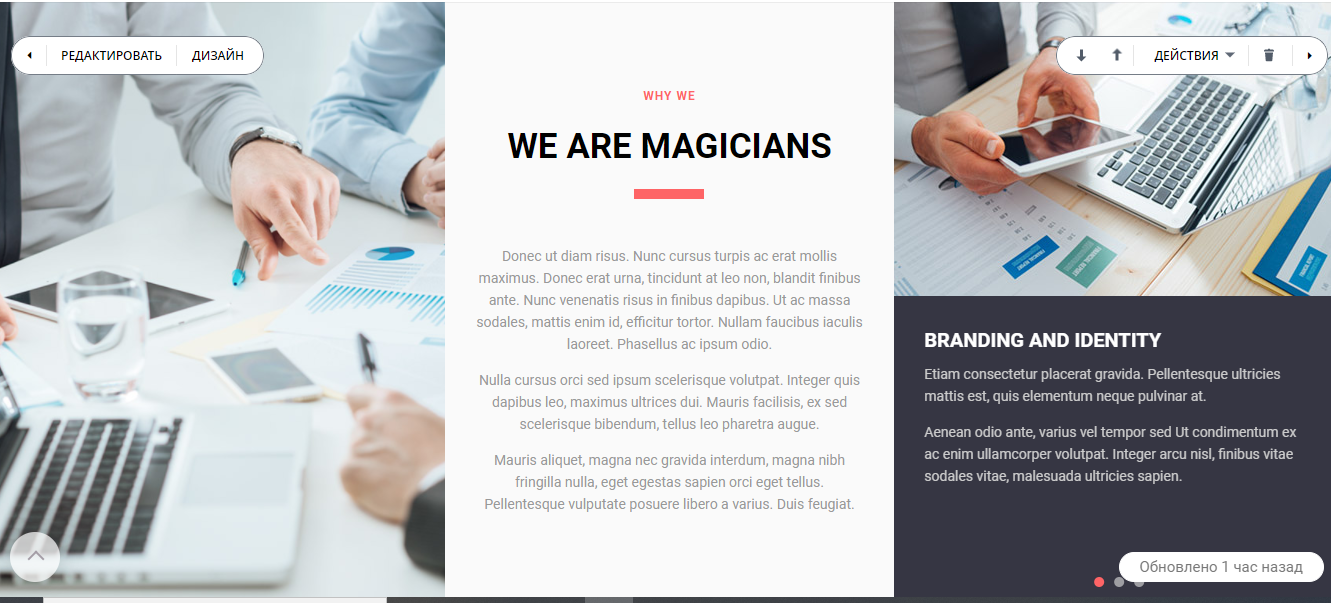 РЕДАКТИРОВАТЬ
ДИЗАЙН
ДЕЙСТВИЯ
WHY WE
WE ARE MAGICIANS
Donec ut diam risus. Nunc cursus turpis ac erat mollis
maximus. Donec erat urna, tincidunt at leo non, blandit finibus
ante. Nunc venenatis risus in finibus dapibus. Ut ac massa
sodales, mattis enim id, efficitur tortor. Nullam faucibus iaculis
laoreet. Phasellus ac ipsum odio.
Nulla cursus orci sed ipsum scelerisque volutpat. Integer quis
dapibus leo, maximus ultrices dui. Mauris facilisis, ex sed
scelerisque bibendum, tellus leo pharetra augue.
Mauris aliquet, magna nec gravida interdum, magna nibh
fringilla nulla, eget egestas sapien orci eget tellus.
Pellentesque vulputate posuere libero a varius. Duis feugiat.
FINANCIAL REPORT
FINANCIAL REPORT
BRANDING AND IDENTITY
Etiam consectetur placerat gravida. Pellentesque ultricies
mattis est, quis elementum neque pulvinar at.
Aenean odio ante, varius vel tempor sed Ut condimentum ex
ac enim ullamcorper volutpat. Integer arcu nisl, finibus vitae
sodales vitae, malesuada ultricies sapien.
Обновлено 1 час назад